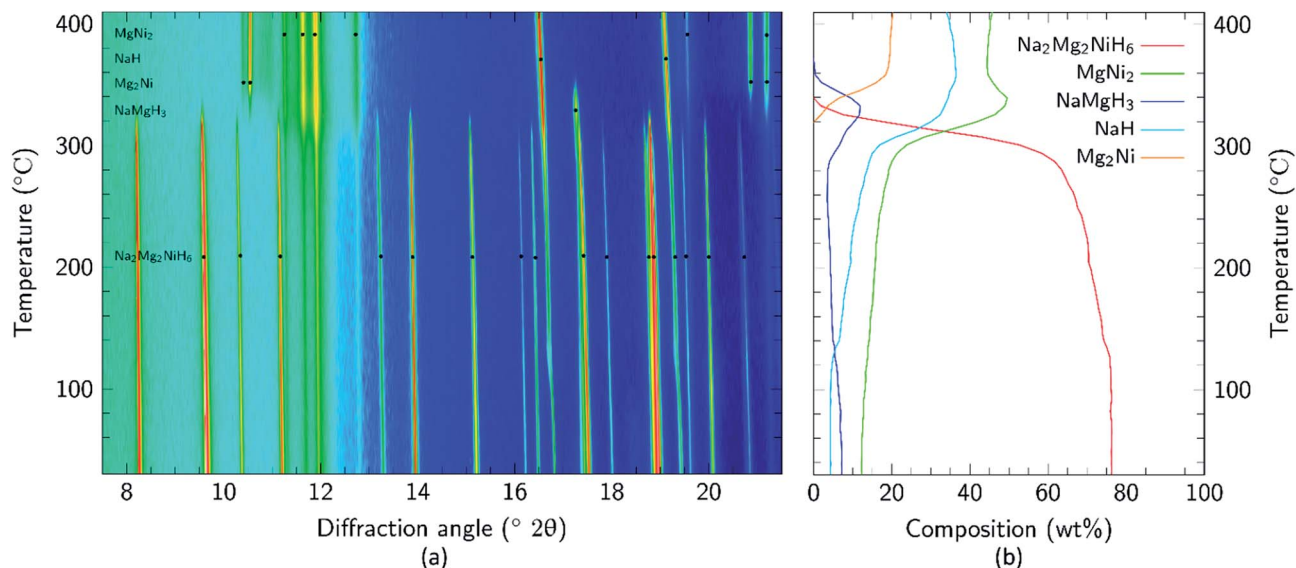 400
300
200
100
Temperature (°C)
MgNi₂
NaH
Mg₂Ni
NaMgH₃
Na₂Mg₂NiH₆
8 10 12 14 16 18 20
Diffraction angle (° 2θ)
(a)
Na₂Mg₂NiH₆
MgNi₂
NaMgH₃
NaH
Mg₂Ni
400
300
200
100
Temperature (°C)
0 20 40 60 80 100
Composition (wt%)
(b)